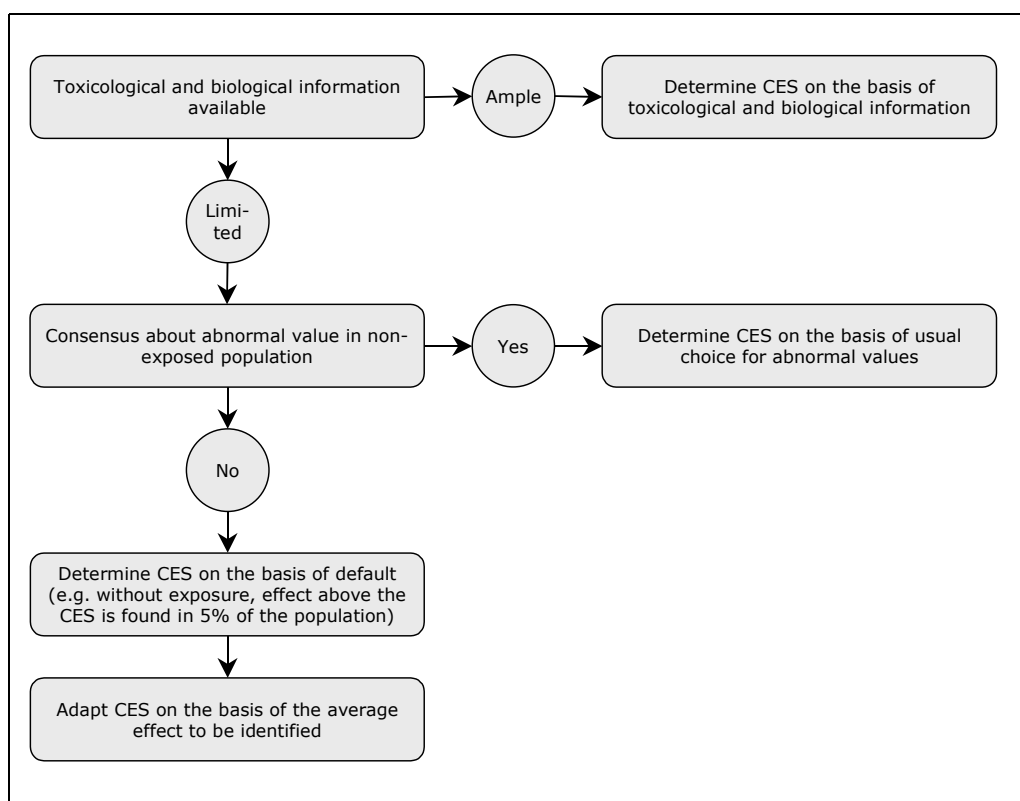 Toxicological and biological information
available
Ample
Determine CES on the basis of
toxicological and biological information
Limi-
ted
Consensus about abnormal value in non-
exposed population
Yes
Determine CES on the basis of usual
choice for abnormal values
No
Determine CES on the basis of default
(e.g. without exposure, effect above the
CES is found in 5% of the population)
Adapt CES on the basis of the average
effect to be identified